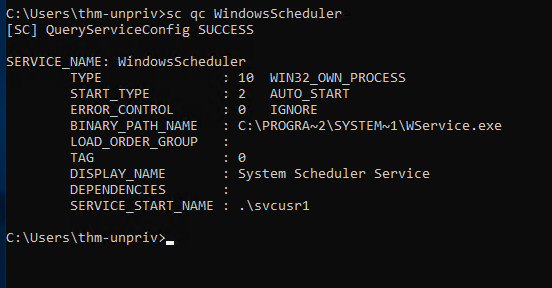 C:\Users\thm-unpriv>sc qc WindowsScheduler
[SC] QueryServiceConfig SUCCESS

SERVICE_NAME: WindowsScheduler
        TYPE               : 10  WIN32_OWN_PROCESS
        START_TYPE         : 2   AUTO_START
        ERROR_CONTROL      : 0   IGNORE
        BINARY_PATH_NAME   : C:\PROGRA~2\SYSTEM~1\WService.exe
        LOAD_ORDER_GROUP   :
        TAG                : 0
        DISPLAY_NAME       : System Scheduler Service
        DEPENDENCIES       :
        SERVICE_START_NAME : .\svcusr1

C:\Users\thm-unpriv>